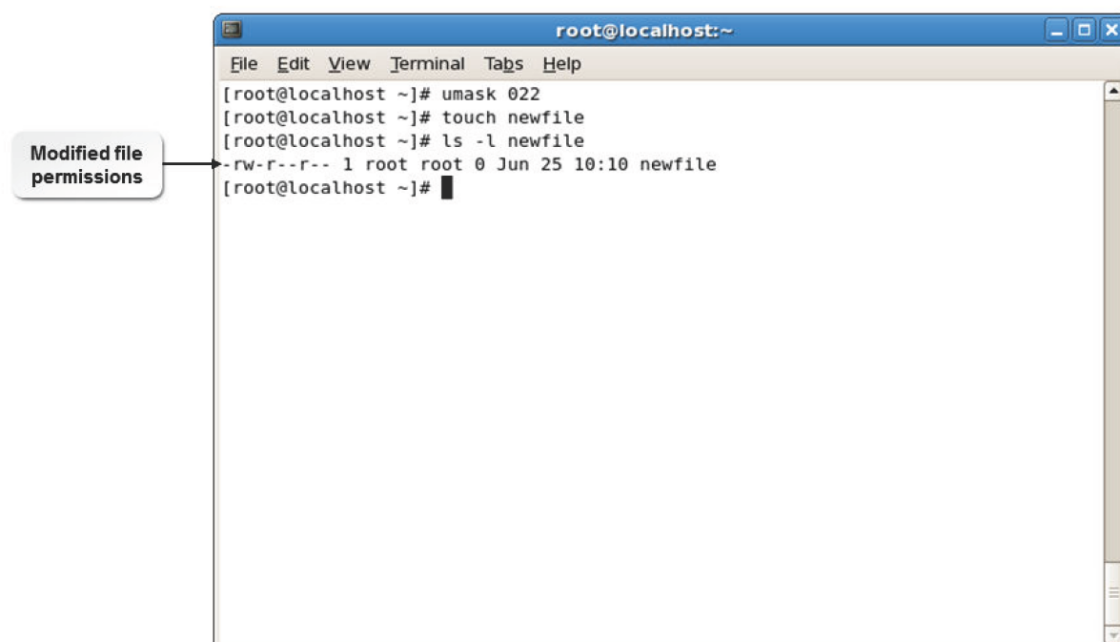 root@localhost:~
File Edit View Terminal Tabs Help
[root@localhost ~]# umask 022
[root@localhost ~]# touch newfile
[root@localhost ~]# ls -l newfile
Modified file
permissions
-rw-r--r-- 1 root root 0 Jun 25 10:10 newfile
[root@localhost ~]#